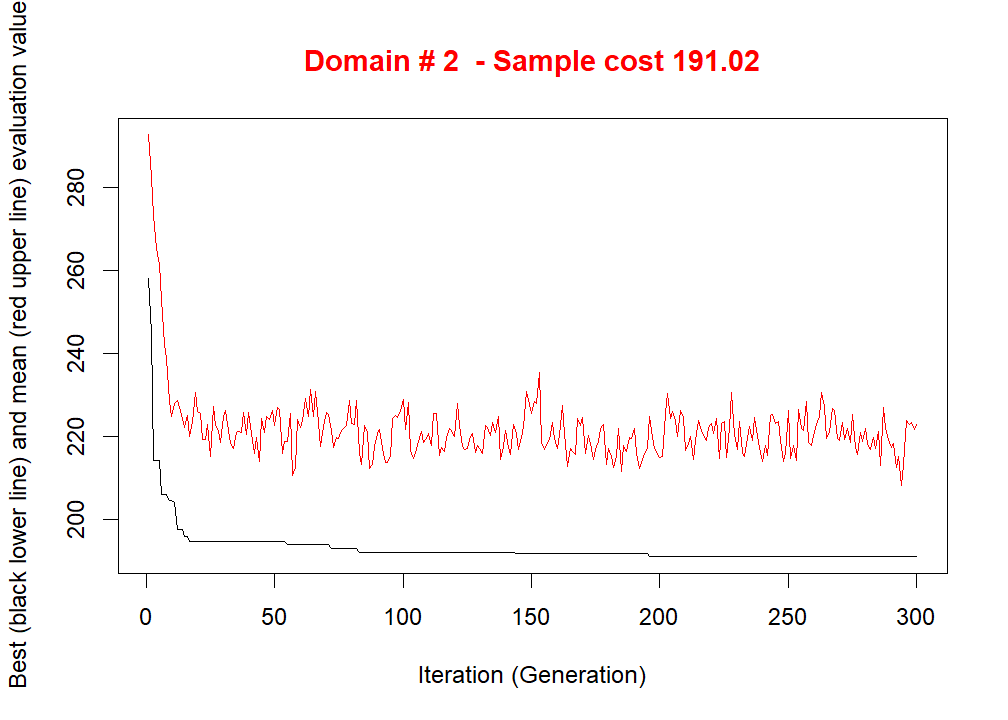 Domain # 2  - Sample cost 191.02
Best (black lower line) and mean (red upper line) evaluation value
280
260
240
220
200
0 50 100 150 200 250 300
Iteration (Generation)